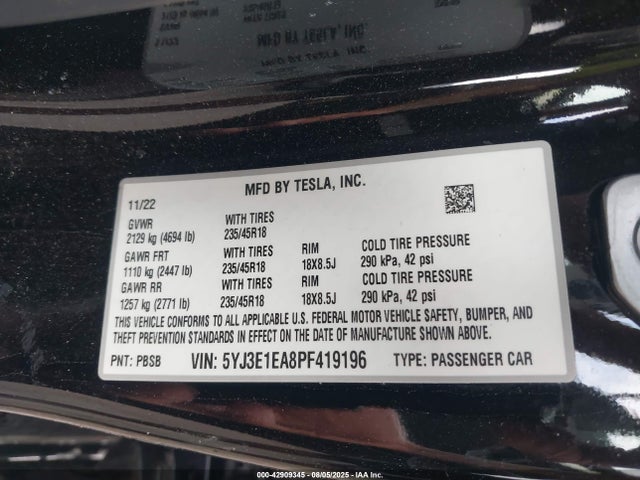 MFD BY TESLA, INC.
11/22
GVWR WITH TIRES
2129 kg (4694 lb) 235/45R18
GAWR FRT WITH TIRES RIM COLD TIRE PRESSURE
1110 kg (2447 lb) 235/45R18 18X8.5J 290 kPa, 42 psi
GAWR RR WITH TIRES RIM COLD TIRE PRESSURE
1257 kg (2771 lb) 235/45R18 18X8.5J 290 kPa, 42 psi
THIS VEHICLE CONFORMS TO ALL APPLICABLE U.S. FEDERAL MOTOR VEHICLE SAFETY, BUMPER, AND
THEFT PREVENTION STANDARDS IN EFFECT ON THE DATE OF MANUFACTURE SHOWN ABOVE.
PNT: PBSB VIN: 5YJ3E1EA8PF419196 TYPE: PASSENGER CAR
000-42909345 - 08/05/2025 - IAA Inc.